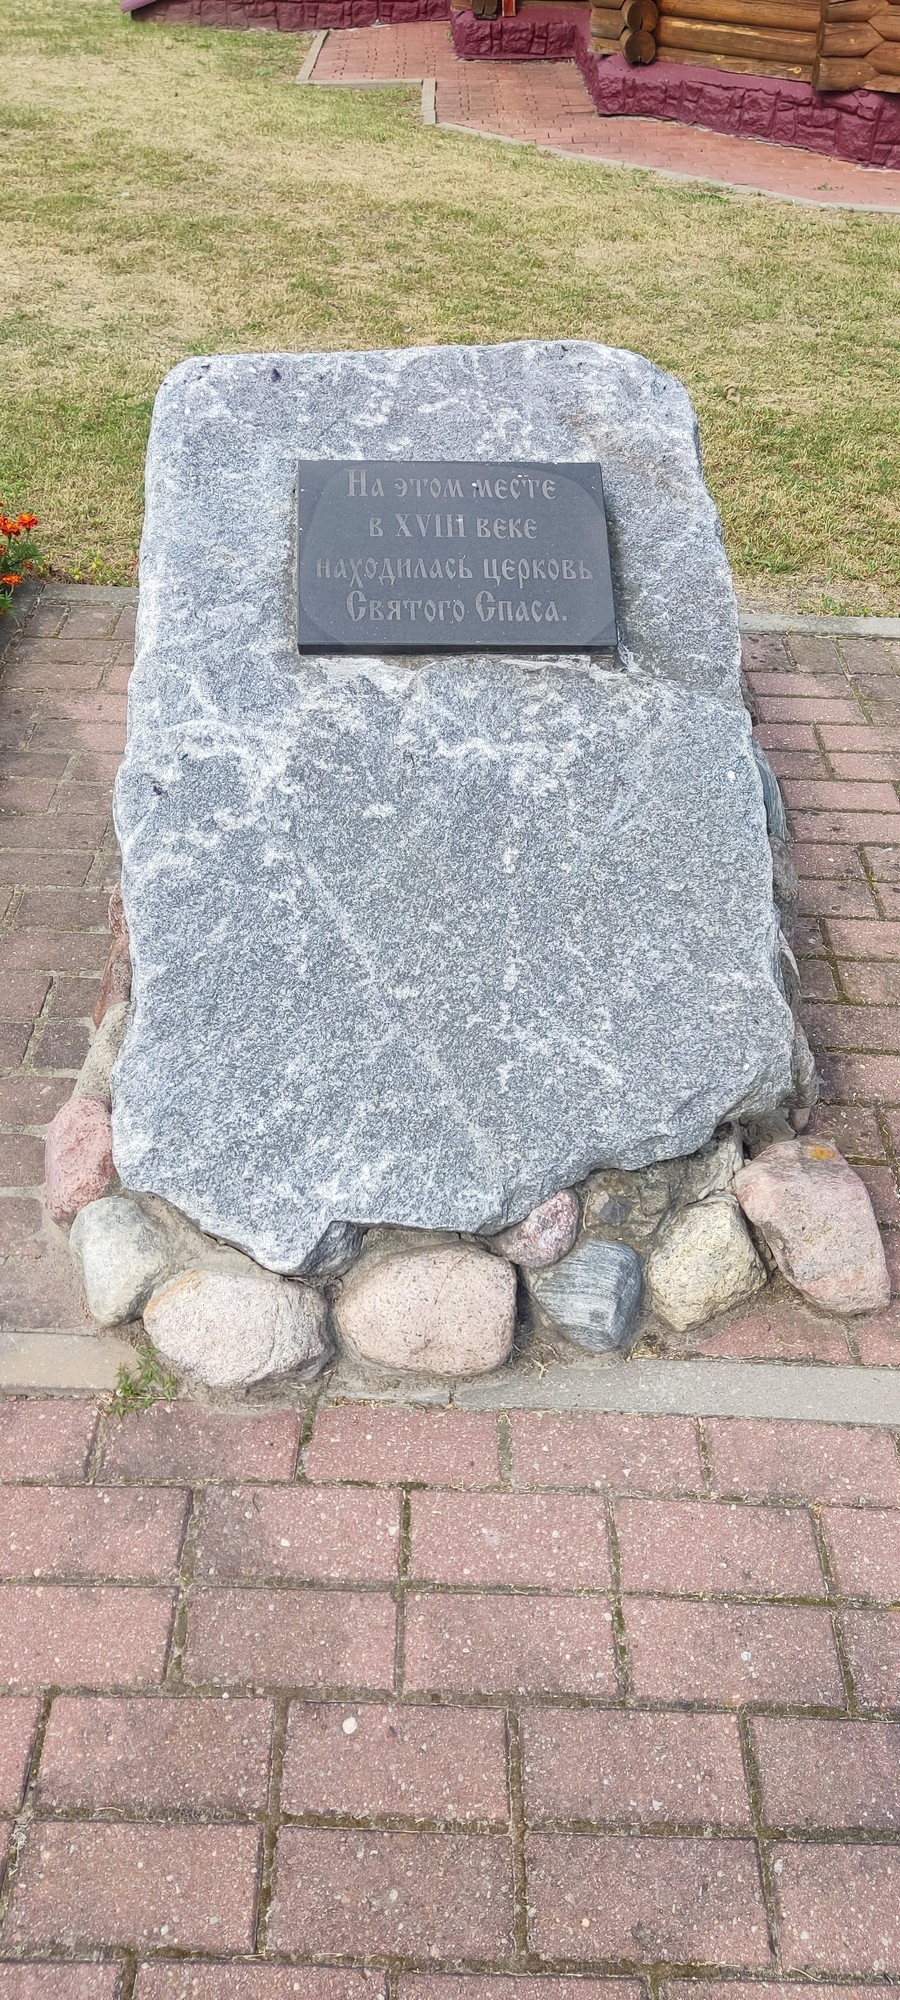 На этом месте
в XVIII веке
находилась церковь
Святого Спаса.